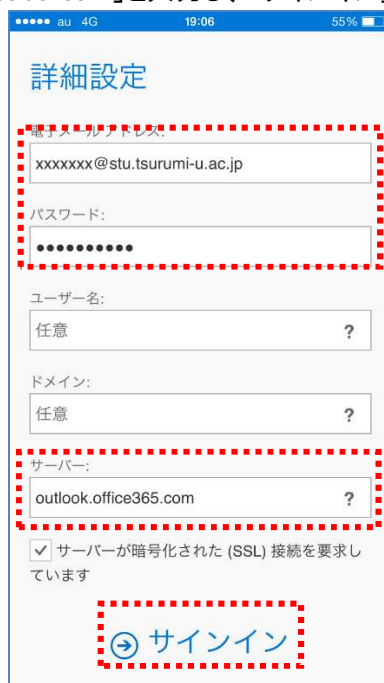 au 4G 19:06 55%
詳細設定
電子メール アドレス:
xxxxxxx@stu.tsurumi-u.ac.jp
パスワード:
●●●●●●●●●●
ユーザー名:
任意 ?
ドメイン:
任意 ?
サーバー:
outlook.office365.com ?
サーバーが暗号化された (SSL) 接続を要求し
ています
サインイン